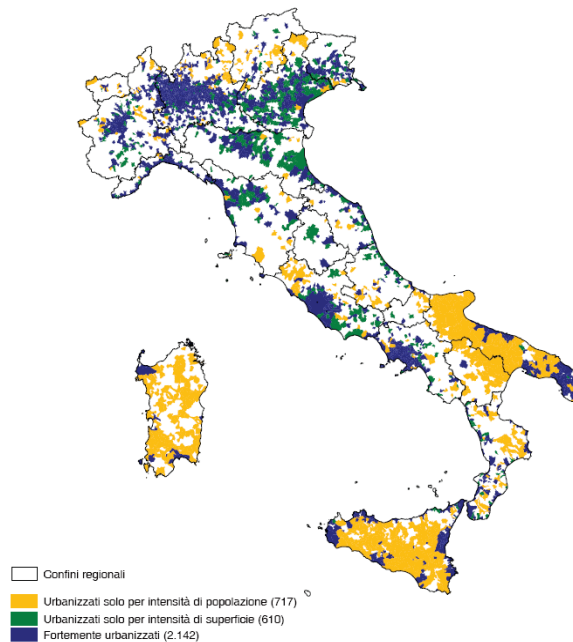 Confini regionali
Urbanizzati solo per intensità di popolazione (717)
Urbanizzati solo per intensità di superficie (610)
Fortemente urbanizzati (2.142)